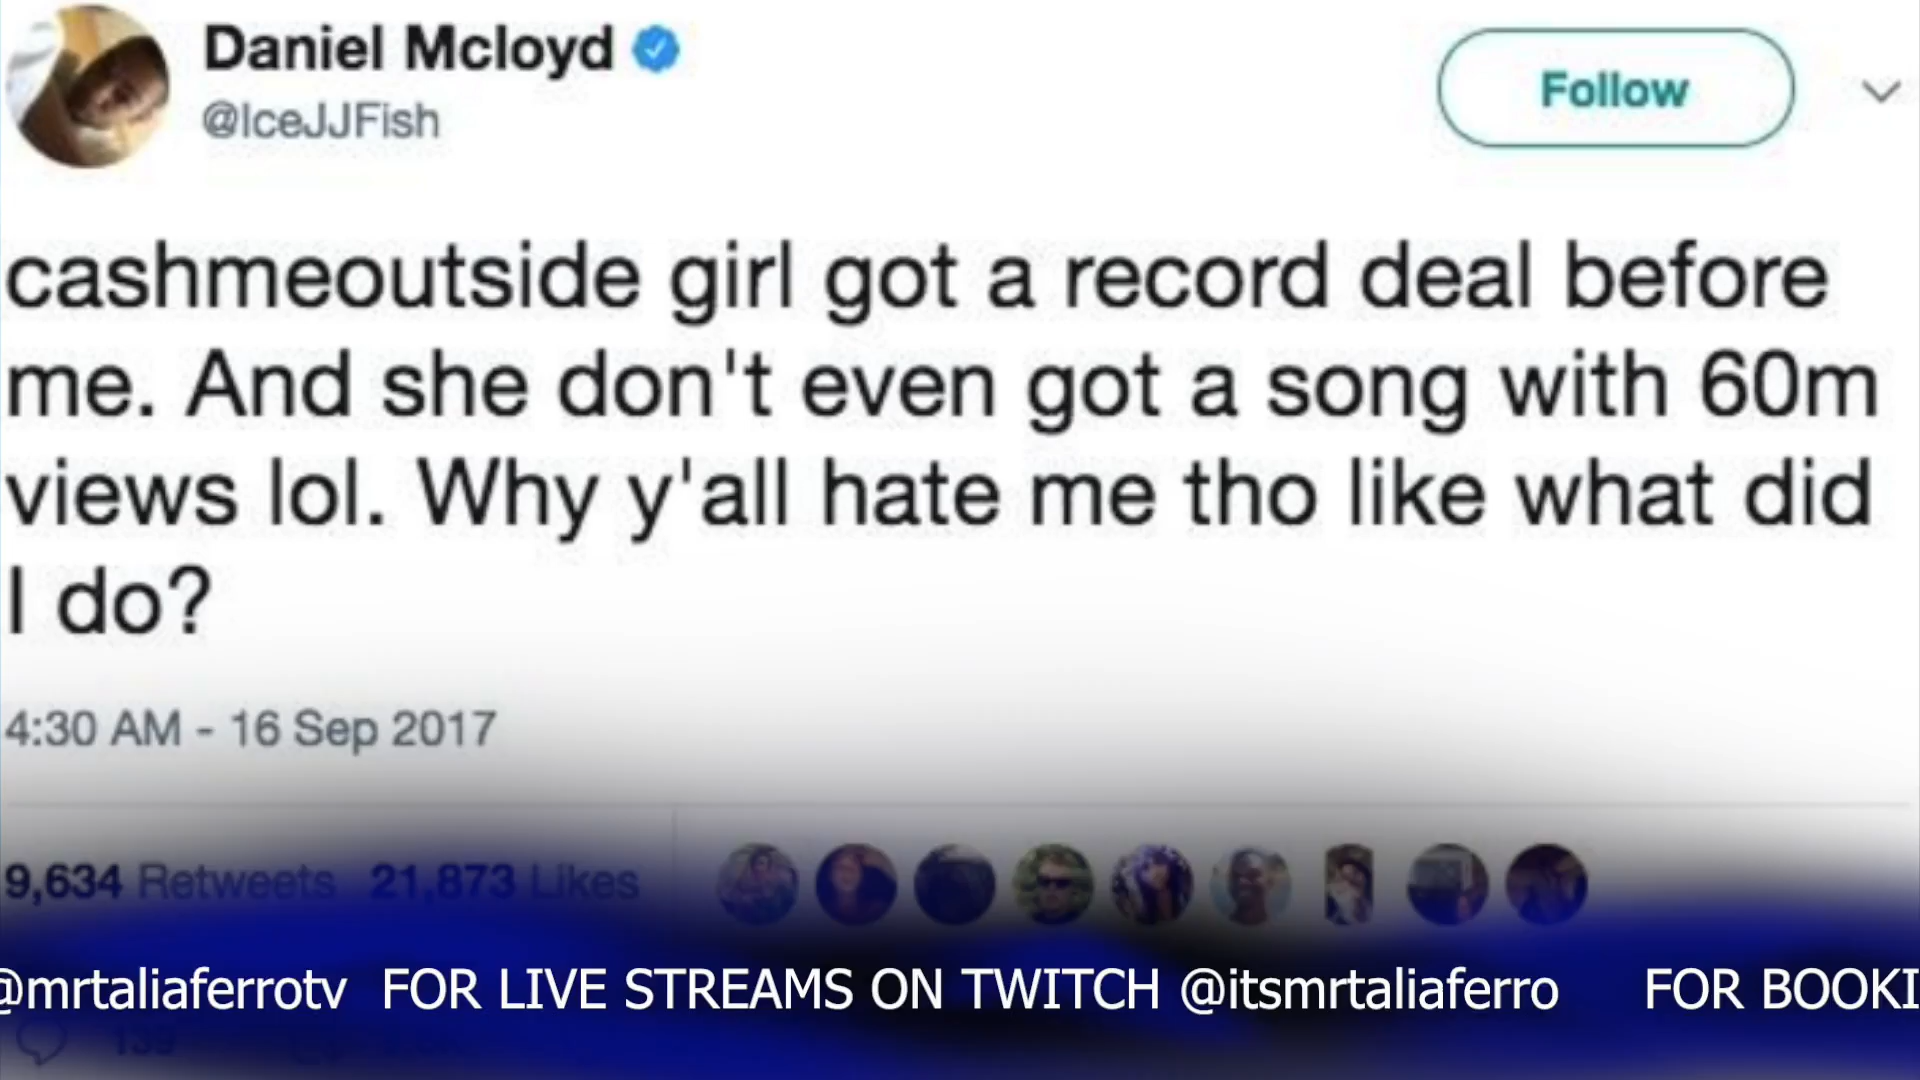 Daniel Mcloyd
@IceJJFish
Follow
cashmeoutside girl got a record deal before
me. And she don't even got a song with 60m
views lol. Why y'all hate me tho like what did
I do?
4:30 AM - 16 Sep 2017
9,634 Retweets 21,873 Likes
@mrtaliaferrotv FOR LIVE STREAMS ON TWITCH @itsmrtaliaferro FOR BOOKI
139